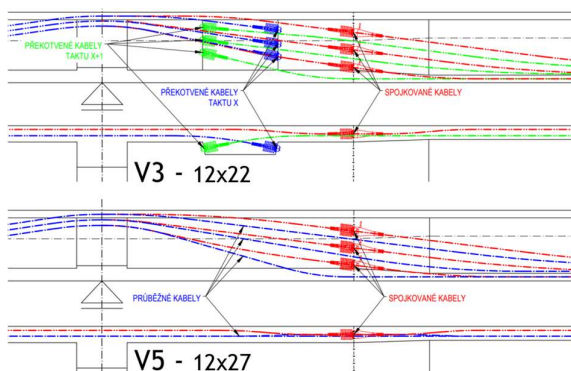 PŘEKOTVENÉ KABELY
TAKTU X+1
PŘEKOTVENÉ KABELY
TAKTU X
SPOJKOVANÉ KABELY
V3 - 12x22
PRŮBĚŽNÉ KABELY
SPOJKOVANÉ KABELY
V5 - 12x27